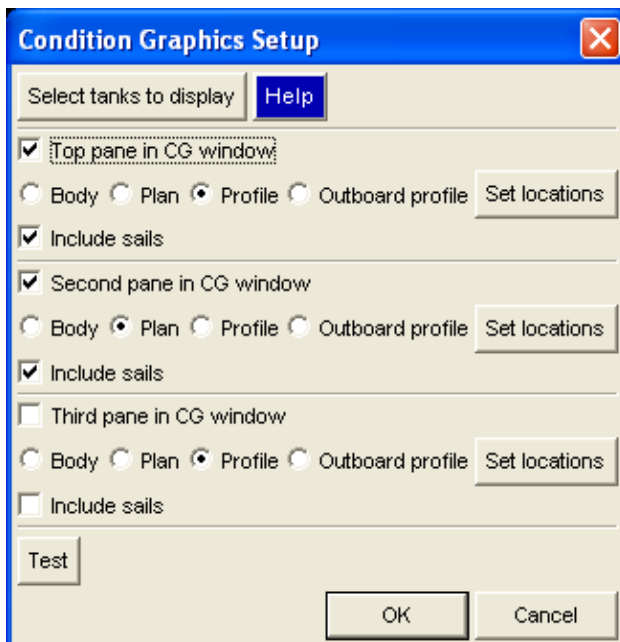 Condition Graphics Setup
Select tanks to display Help
Top pane in CG window
Body Plan Profile Outboard profile Set locations
Include sails
Second pane in CG window
Body Plan Profile Outboard profile Set locations
Include sails
Third pane in CG window
Body Plan Profile Outboard profile Set locations
Include sails
Test
OK Cancel